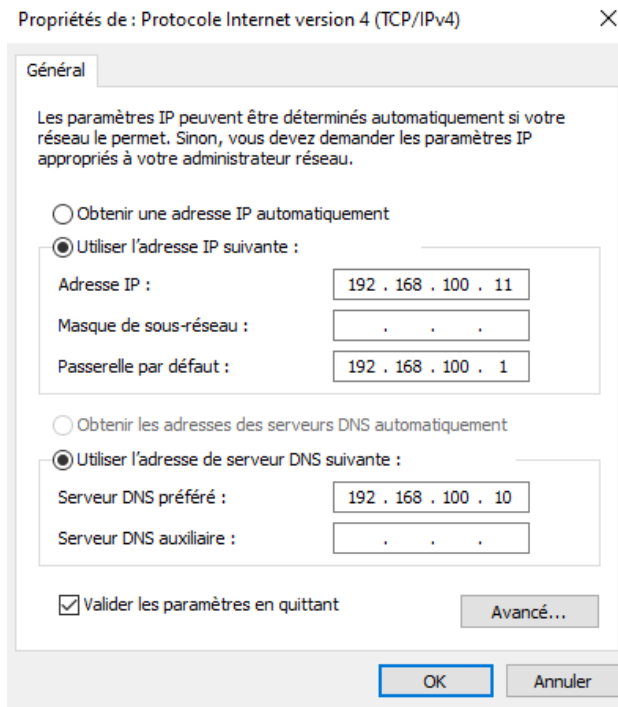 Propriétés de : Protocole Internet version 4 (TCP/IPv4)
Général
Les paramètres IP peuvent être déterminés automatiquement si votre
réseau le permet. Sinon, vous devez demander les paramètres IP
appropriés à votre administrateur réseau.
Obtenir une adresse IP automatiquement
Utiliser l'adresse IP suivante :
Adresse IP : 192 . 168 . 100 . 11
Masque de sous-réseau : . . .
Passerelle par défaut : 192 . 168 . 100 . 1
Obtenir les adresses des serveurs DNS automatiquement
Utiliser l'adresse de serveur DNS suivante :
Serveur DNS préféré : 192 . 168 . 100 . 10
Serveur DNS auxiliaire : . . .
Valider les paramètres en quittant
Avancé...
OK Annuler